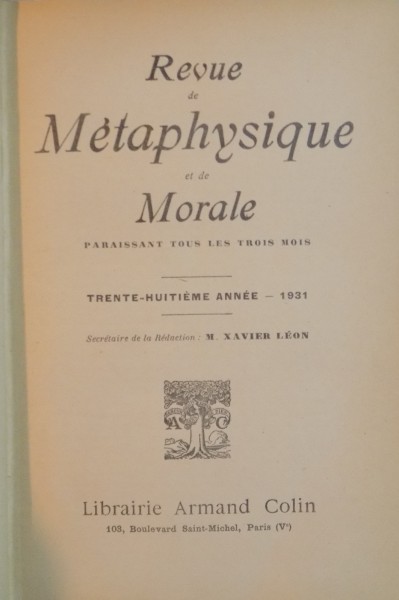 Revue
de
Métaphysique
et de
Morale
PARAISSANT TOUS LES TROIS MOIS
TRENTE-HUITIÈME ANNÉE — 1931
Secrétaire de la Rédaction : M. XAVIER LÉON
A C
Librairie Armand Colin
103, Boulevard Saint-Michel, Paris (Vᵉ)